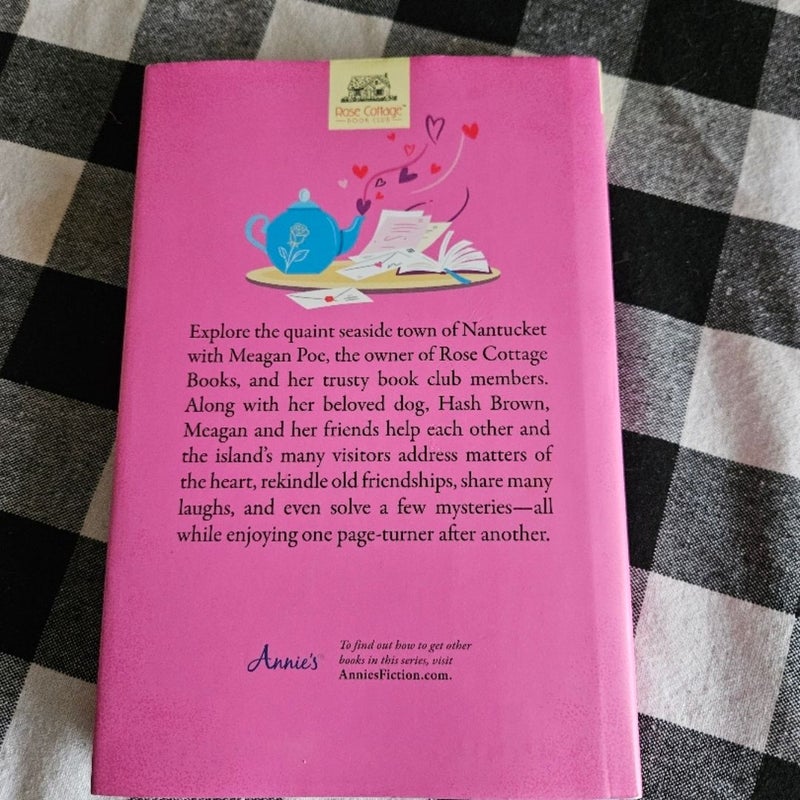 Rose Cottage™
BOOK CLUB
Explore the quaint seaside town of Nantucket
with Meagan Poe, the owner of Rose Cottage
Books, and her trusty book club members.
Along with her beloved dog, Hash Brown,
Meagan and her friends help each other and
the island's many visitors address matters of
the heart, rekindle old friendships, share many
laughs, and even solve a few mysteries—all
while enjoying one page-turner after another.
Annie's
To find out how to get other
books in this series, visit
AnniesFiction.com.